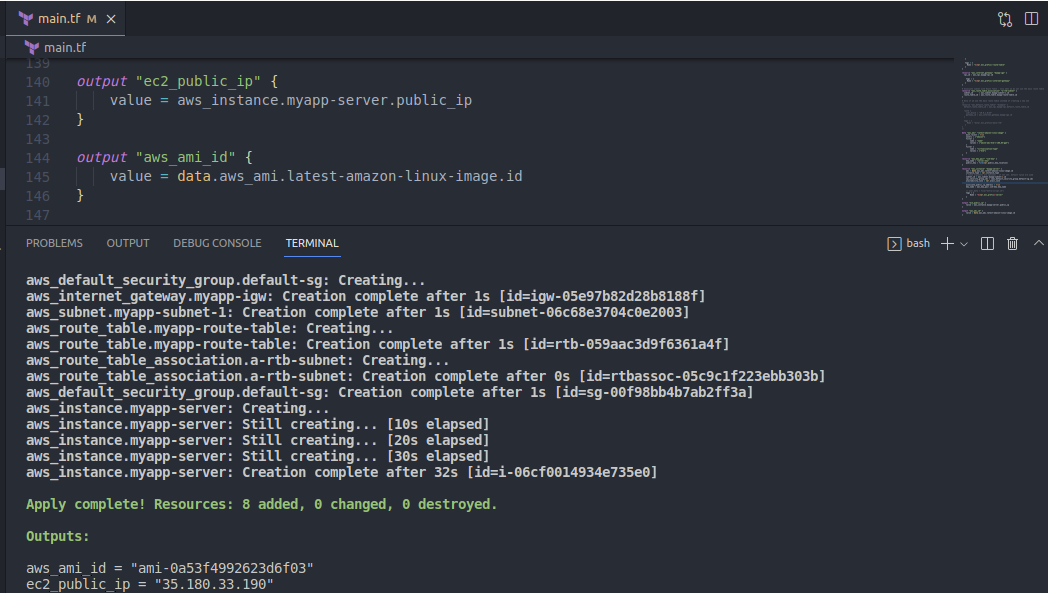 main.tf M ×
main.tf
139
140 output "ec2_public_ip" {
141 value = aws_instance.myapp-server.public_ip
142 }
143
144 output "aws_ami_id" {
145 value = data.aws_ami.latest-amazon-linux-image.id
146 }
147
PROBLEMS OUTPUT DEBUG CONSOLE TERMINAL bash
aws_default_security_group.default-sg: Creating...
aws_internet_gateway.myapp-igw: Creation complete after 1s [id=igw-05e97b82d28b8188f]
aws_subnet.myapp-subnet-1: Creation complete after 1s [id=subnet-06c68e3704c0e2003]
aws_route_table.myapp-route-table: Creating...
aws_route_table.myapp-route-table: Creation complete after 1s [id=rtb-059aac3d9f6361a4f]
aws_route_table_association.a-rtb-subnet: Creating...
aws_route_table_association.a-rtb-subnet: Creation complete after 0s [id=rtbassoc-05c9c1f223ebb303b]
aws_default_security_group.default-sg: Creation complete after 1s [id=sg-00f98bb4b7ab2ff3a]
aws_instance.myapp-server: Creating...
aws_instance.myapp-server: Still creating... [10s elapsed]
aws_instance.myapp-server: Still creating... [20s elapsed]
aws_instance.myapp-server: Still creating... [30s elapsed]
aws_instance.myapp-server: Creation complete after 32s [id=i-06cf0014934e735e0]
Apply complete! Resources: 8 added, 0 changed, 0 destroyed.
Outputs:
aws_ami_id = "ami-0a53f4992623d6f03"
ec2_public_ip = "35.180.33.190"